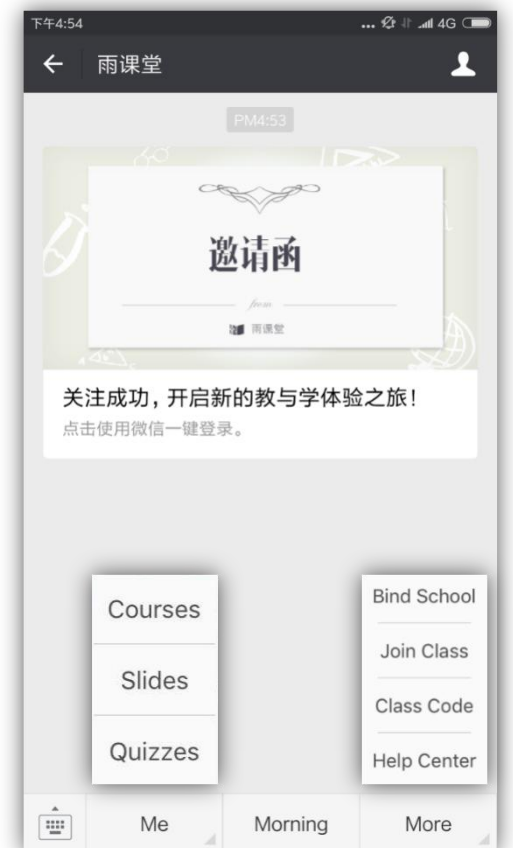 下午4:54
... 4G
雨课堂
PM4:53
邀请函
from
雨课堂
关注成功，开启新的教与学体验之旅！
点击使用微信一键登录。
Courses
Slides
Quizzes
Bind School
Join Class
Class Code
Help Center
Me
Morning
More